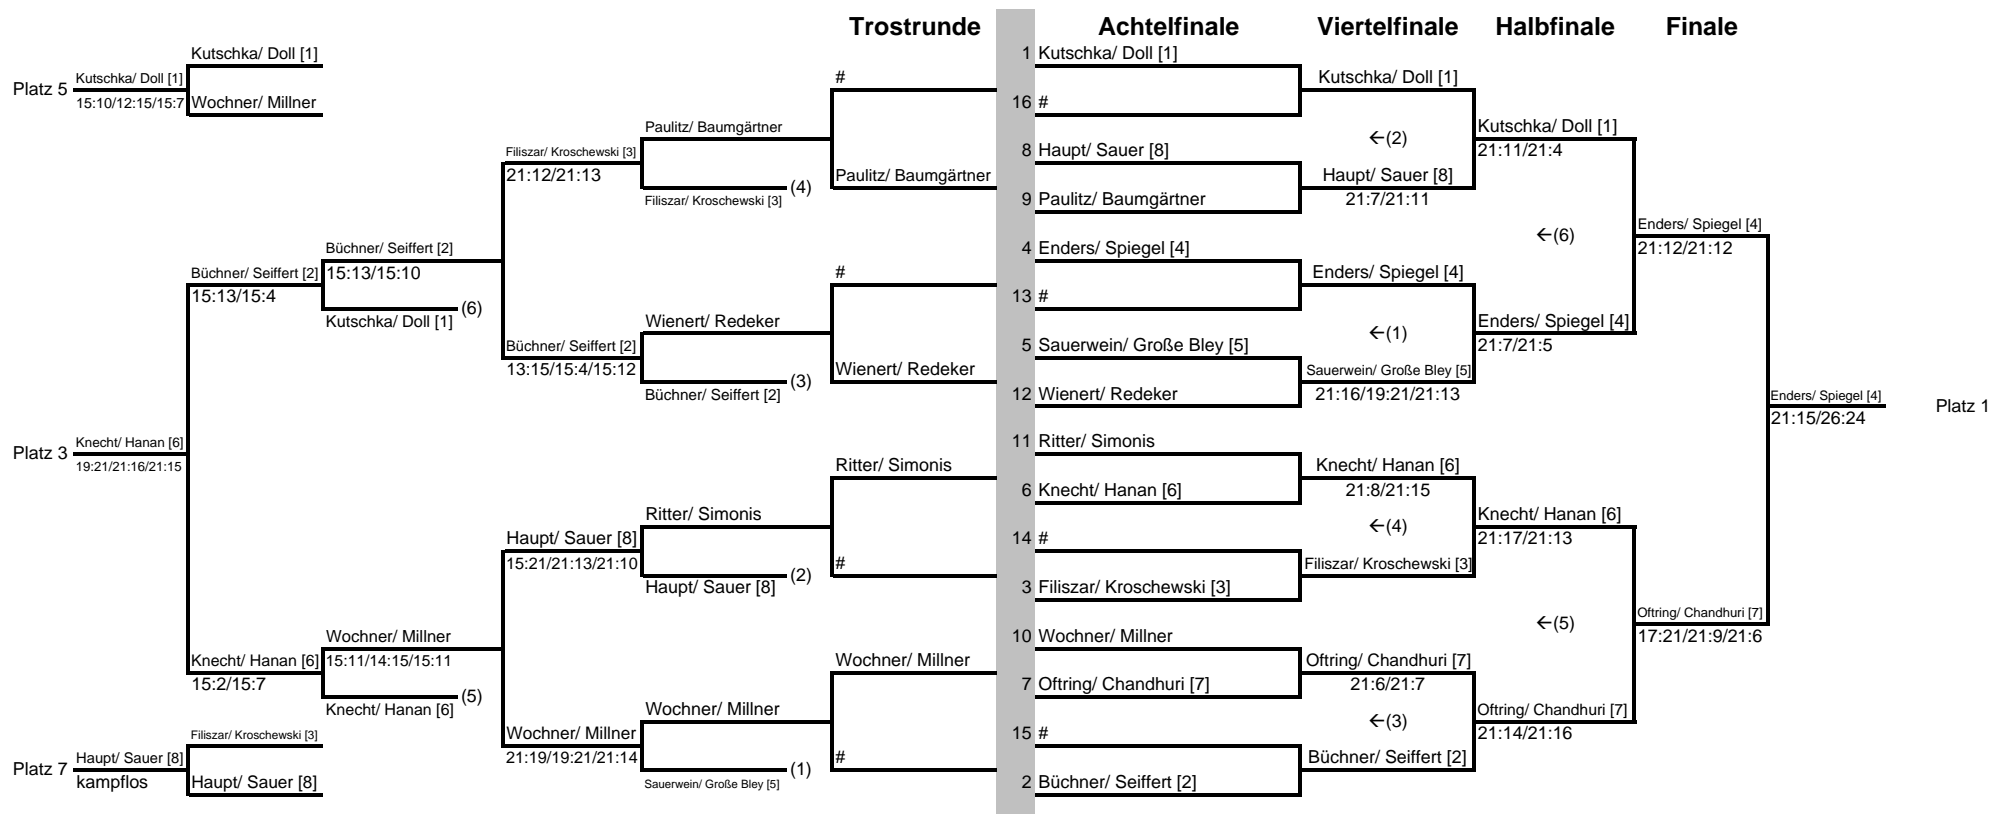 Trostrunde
Achtelfinale
Viertelfinale
Halbfinale
Finale
Platz 5
Kutschka/ Doll [1]
15:10/12:15/15:7
Kutschka/ Doll [1]
Wochner/ Millner
Platz 3
Knecht/ Hanan [6]
19:21/21:16/21:15
Büchner/ Seiffert [2]
15:13/15:4
Knecht/ Hanan [6]
15:2/15:7
Platz 7
Haupt/ Sauer [8]
kampflos
Filiszar/ Kroschewski [3]
Haupt/ Sauer [8]
Büchner/ Seiffert [2]
15:13/15:10
Kutschka/ Doll [1]
(6)
Wochner/ Millner
15:11/14:15/15:11
Knecht/ Hanan [6]
(5)
Filiszar/ Kroschewski [3]
21:12/21:13
Büchner/ Seiffert [2]
13:15/15:4/15:12
Haupt/ Sauer [8]
15:21/21:13/21:10
Wochner/ Millner
21:19/19:21/21:14
Paulitz/ Baumgärtner
(4)
Filiszar/ Kroschewski [3]
Wienert/ Redeker
(3)
Büchner/ Seiffert [2]
Ritter/ Simonis
(2)
Haupt/ Sauer [8]
Wochner/ Millner
(1)
Sauerwein/ Große Bley [5]
#
Paulitz/ Baumgärtner
#
Wienert/ Redeker
Ritter/ Simonis
#
Wochner/ Millner
#
1 Kutschka/ Doll [1]
16 #
8 Haupt/ Sauer [8]
9 Paulitz/ Baumgärtner
4 Enders/ Spiegel [4]
13 #
5 Sauerwein/ Große Bley [5]
12 Wienert/ Redeker
11 Ritter/ Simonis
6 Knecht/ Hanan [6]
14 #
3 Filiszar/ Kroschewski [3]
10 Wochner/ Millner
7 Oftring/ Chandhuri [7]
15 #
2 Büchner/ Seiffert [2]
Kutschka/ Doll [1]
←(2)
Haupt/ Sauer [8]
21:7/21:11
Enders/ Spiegel [4]
←(1)
Sauerwein/ Große Bley [5]
21:16/19:21/21:13
Knecht/ Hanan [6]
21:8/21:15
←(4)
Filiszar/ Kroschewski [3]
Oftring/ Chandhuri [7]
21:6/21:7
←(3)
Büchner/ Seiffert [2]
Kutschka/ Doll [1]
21:11/21:4
←(6)
Enders/ Spiegel [4]
21:7/21:5
Knecht/ Hanan [6]
21:17/21:13
←(5)
Oftring/ Chandhuri [7]
21:14/21:16
Enders/ Spiegel [4]
21:12/21:12
Oftring/ Chandhuri [7]
17:21/21:9/21:6
Enders/ Spiegel [4]
21:15/26:24
Platz 1